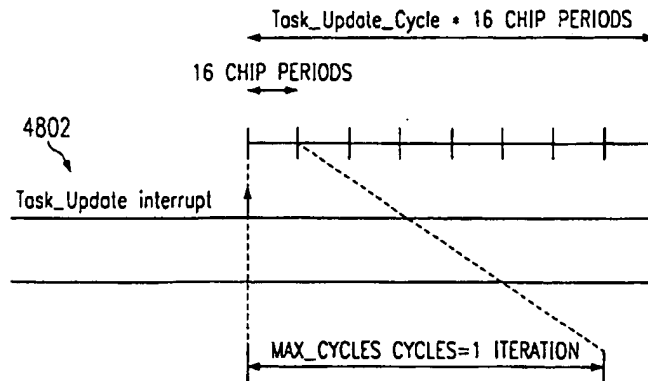 Task_Update_Cycle * 16 CHIP PERIODS
16 CHIP PERIODS
4802
Task_Update interrupt
MAX_CYCLES CYCLES=1 ITERATION